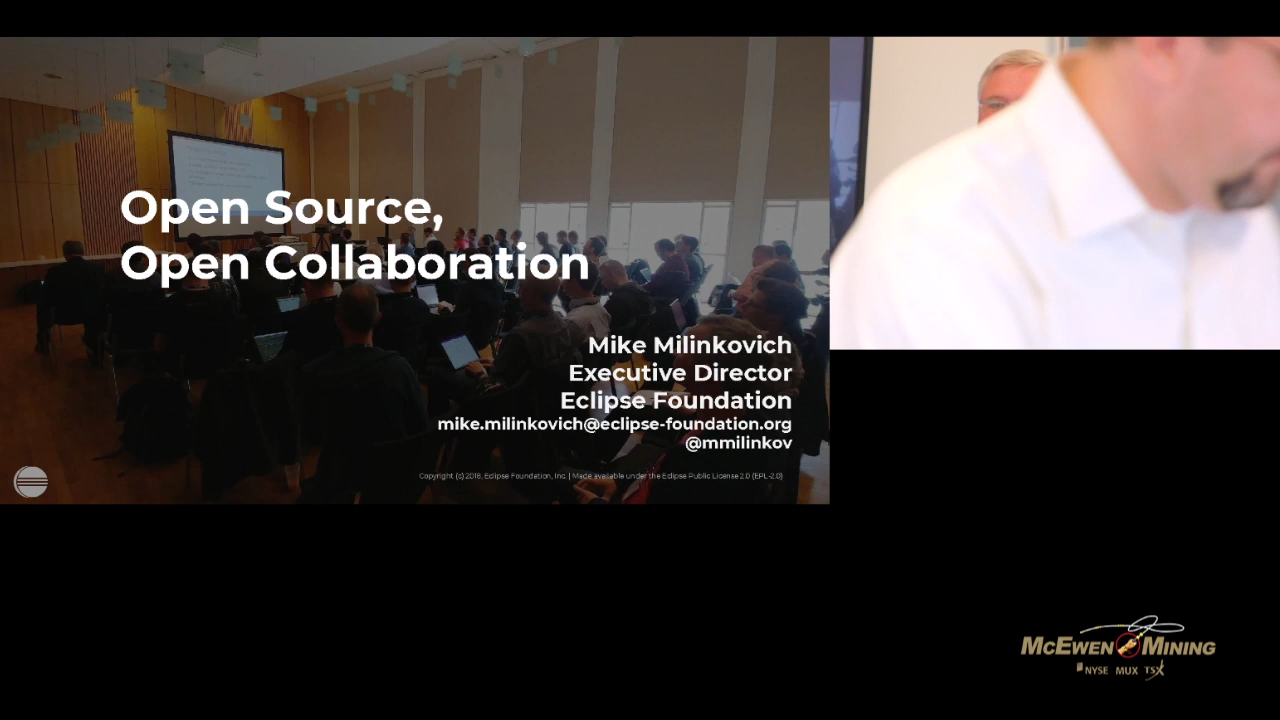 Open Source,
Open Collaboration
Mike Milinkovich
Executive Director
Eclipse Foundation
mike.milinkovich@eclipse-foundation.org
@mmilinkov
Copyright (c) 2018, Eclipse Foundation, Inc. | Made available under the Eclipse Public License 2.0 (EPL-2.0)
MCEWEN MINING
NYSE MUX TSX